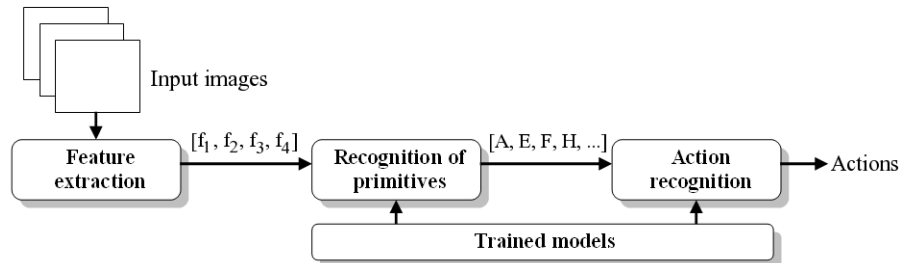 Input images
[f₁, f₂, f₃, f₄]
[A, E, F, H, ...]
Feature
extraction
Recognition of
primitives
Action
recognition
Actions
Trained models